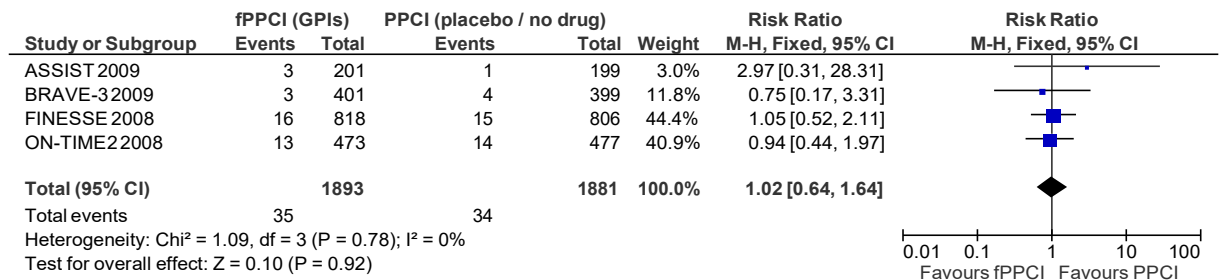 fPPCI (GPIs) PPCI (placebo / no drug) Risk Ratio Risk Ratio
Study or Subgroup Events Total Events Total Weight M-H, Fixed, 95% CI M-H, Fixed, 95% CI
ASSIST 2009 3 201 1 199 3.0% 2.97 [0.31, 28.31]
BRAVE-3 2009 3 401 4 399 11.8% 0.75 [0.17, 3.31]
FINESSE 2008 16 818 15 806 44.4% 1.05 [0.52, 2.11]
ON-TIME2 2008 13 473 14 477 40.9% 0.94 [0.44, 1.97]
Total (95% CI) 1893 1881 100.0% 1.02 [0.64, 1.64]
Total events 35 34
Heterogeneity: Chi² = 1.09, df = 3 (P = 0.78); I² = 0%
Test for overall effect: Z = 0.10 (P = 0.92)
0.01 0.1 1 10 100
Favours fPPCI Favours PPCI